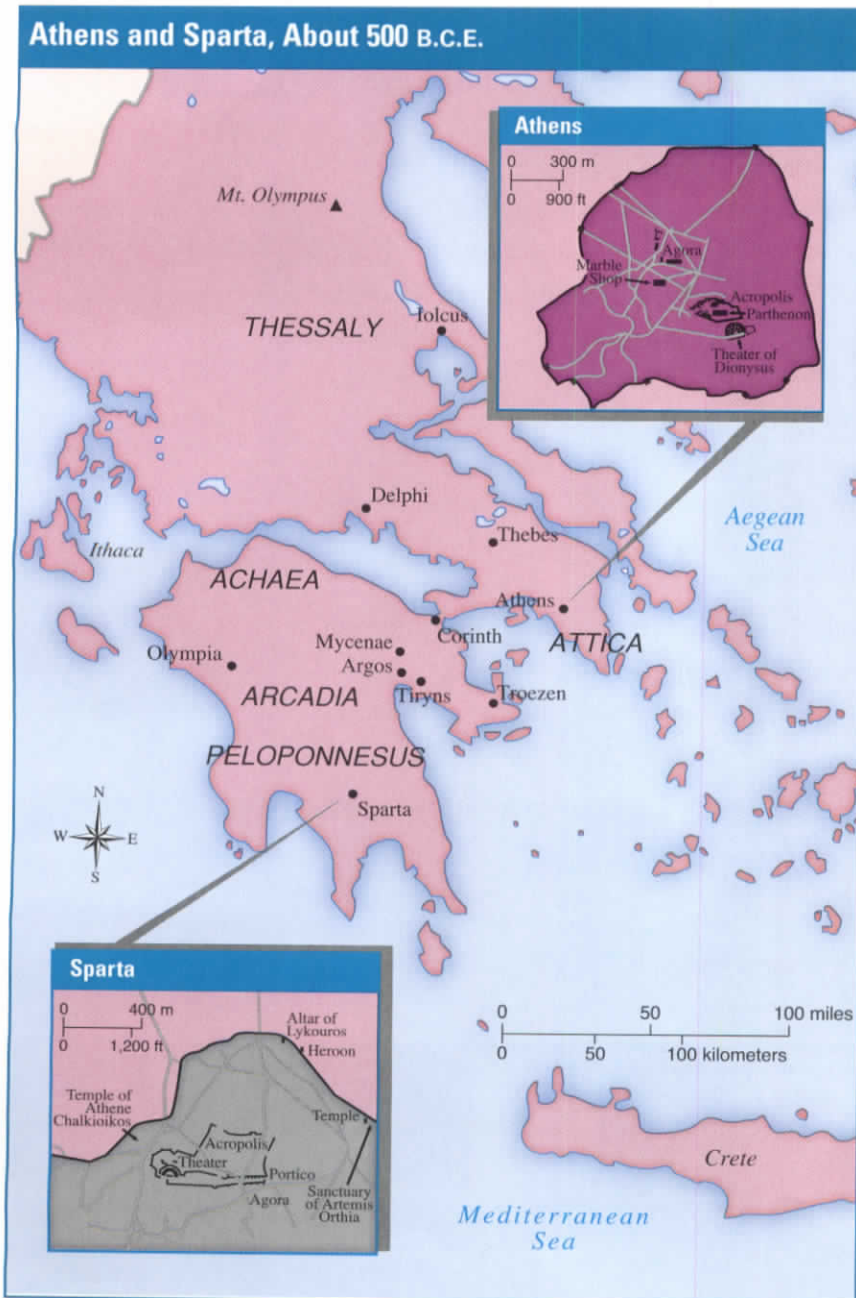 Athens and Sparta, About 500 B.C.E.
Athens
0 300 m
0 900 ft
Agora
Marble
Shop
Acropolis
Parthenon
Theater of
Dionysus
Mt. Olympus
THESSALY
Iolcus
Delphi
Thebes
Aegean
Sea
Ithaca
ACHAEA
Athens
Corinth
ATTICA
Mycenae
Olympia
Argos
Tiryns
ARCADIA
Troezen
PELOPONNESUS
Sparta
N
W E
S
Sparta
0 400 m
0 1,200 ft
Altar of
Lykouros
Heroon
Temple of
Athene
Chalkioikos
Temple
Acropolis
Theater
Portico
Agora
Sanctuary
of Artemis
Orthia
0 50 100 miles
0 50 100 kilometers
Crete
Mediterranean
Sea